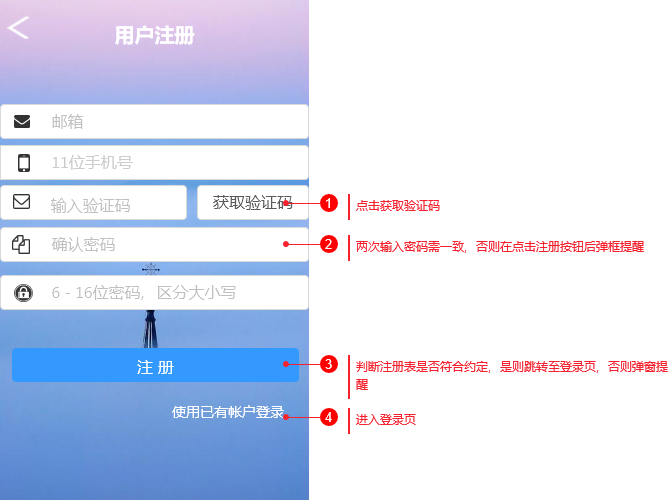 用户注册
邮箱
11位手机号
输入验证码
获取验证码
1
点击获取验证码
确认密码
2
两次输入密码需一致，否则在点击注册按钮后弹框提醒
6 - 16位密码，区分大小写
注 册
3
判断注册表是否符合约定，是则跳转至登录页，否则弹窗提
醒
使用已有帐户登录
4
进入登录页